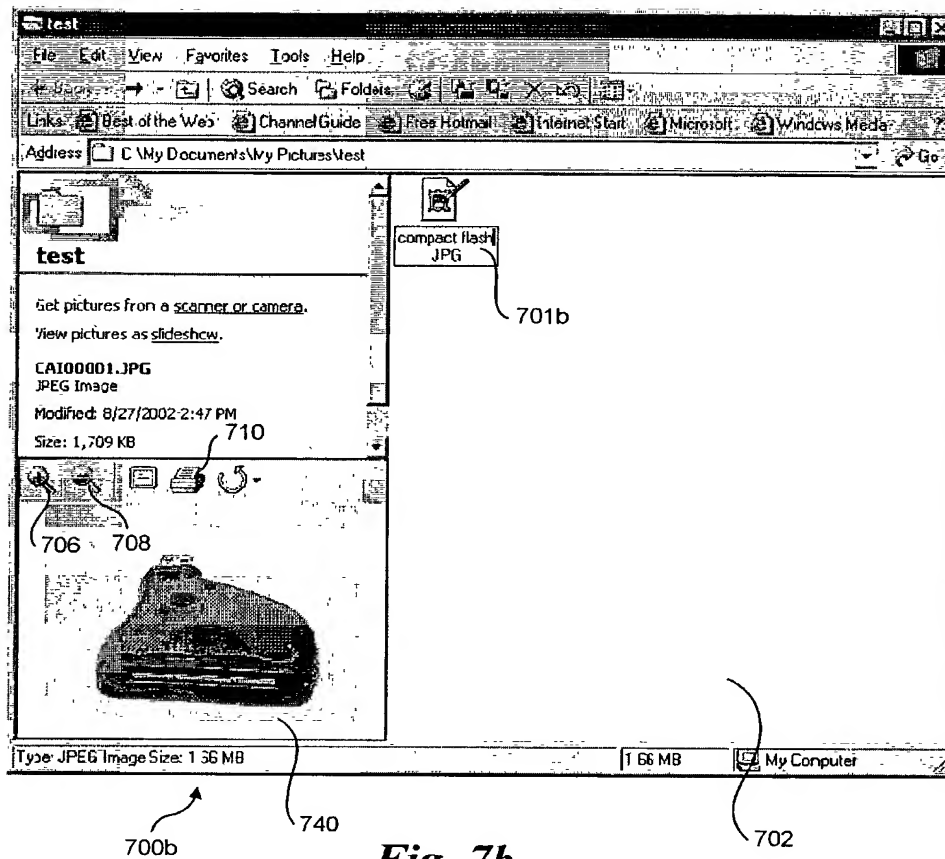 test
File Edit View Favorites Tools Help
Back Search Folders
Links Best of the Web Channel Guide Free Hotmail Internet Start Microsoft Windows Media
Address C:\My Documents\My Pictures\test Go
test
compact flash
JPG
701b
Get pictures from a scanner or camera.
View pictures as slideshow.
CAI00001.JPG
JPEG Image
Modified: 8/27/2002 2:47 PM
Size: 1,709 KB
710
706 708
Type: JPEG Image Size: 1.66 MB 1.66 MB My Computer
700b 740 702
Fig. 7b